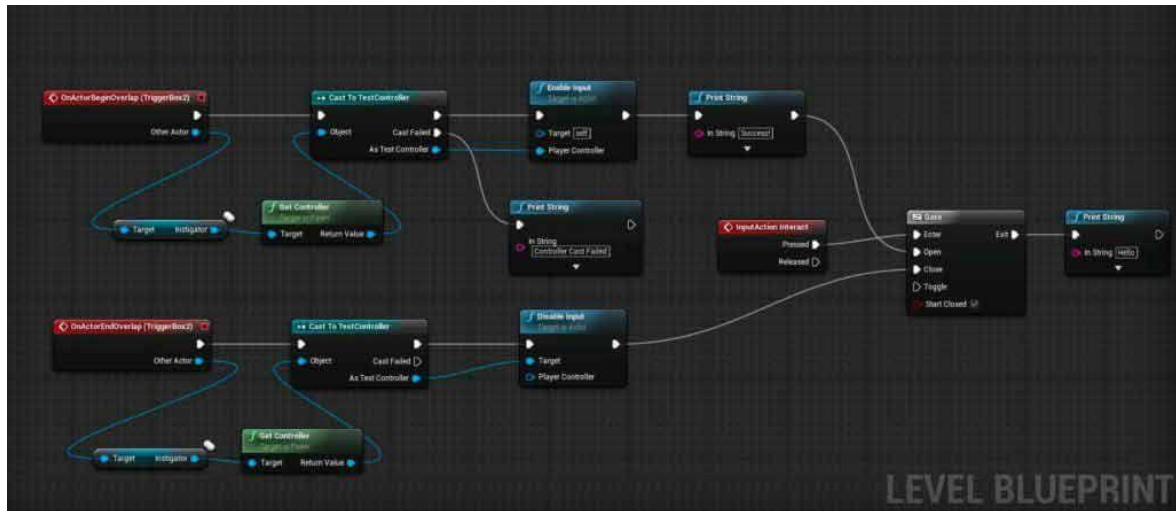 OnActorBeginOverlap (TriggerBox2)
Other Actor
Target Instigator
Get Controller
Target is Pawn
Target Return Value
Cast To TestController
Object
Cast Failed
As Test Controller
Enable Input
Target is Actor
Target self
Player Controller
Print String
In String Success!
Print String
In String
Controller Cast Failed
InputAction Interact
Pressed
Released
Gate
Enter Exit
Open
Close
Toggle
Start Closed
Print String
In String Hello
OnActorEndOverlap (TriggerBox2)
Other Actor
Target Instigator
Get Controller
Target is Pawn
Target Return Value
Cast To TestController
Object
Cast Failed
As Test Controller
Disable Input
Target is Actor
Target
Player Controller
LEVEL BLUEPRINT